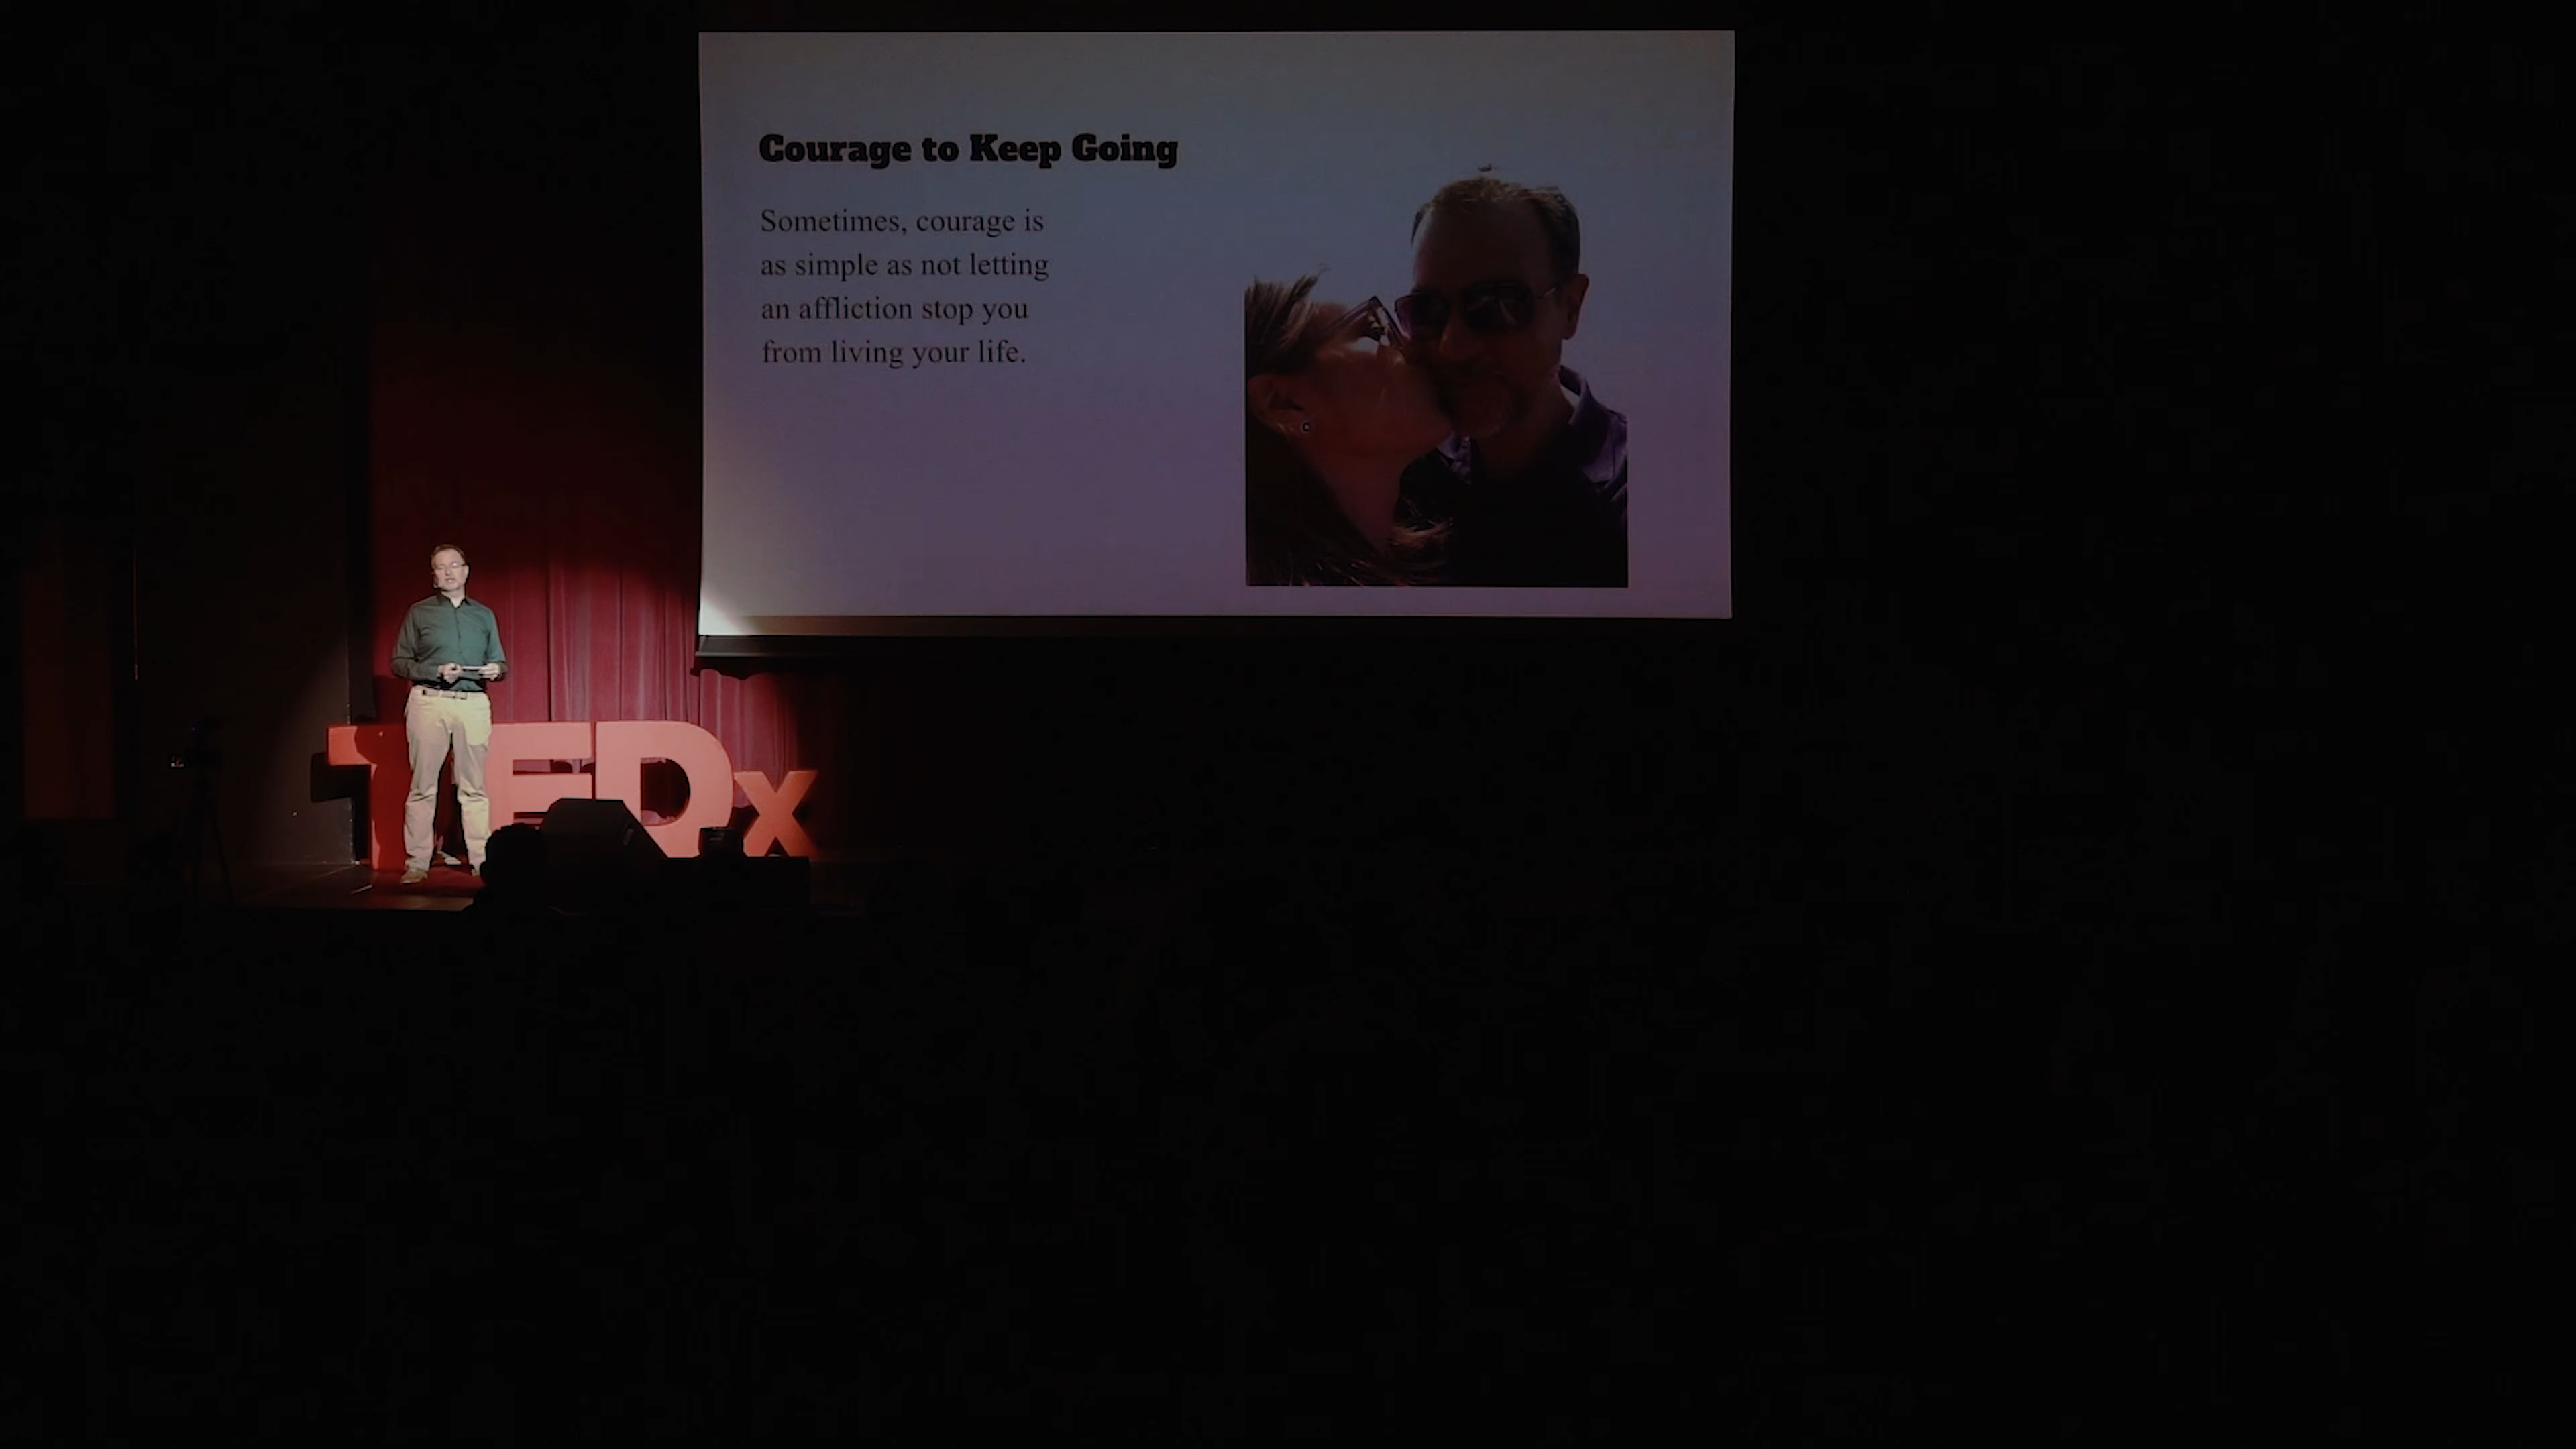 Courage to Keep Going
Sometimes, courage is
as simple as not letting
an affliction stop you
from living your life.
TEDx